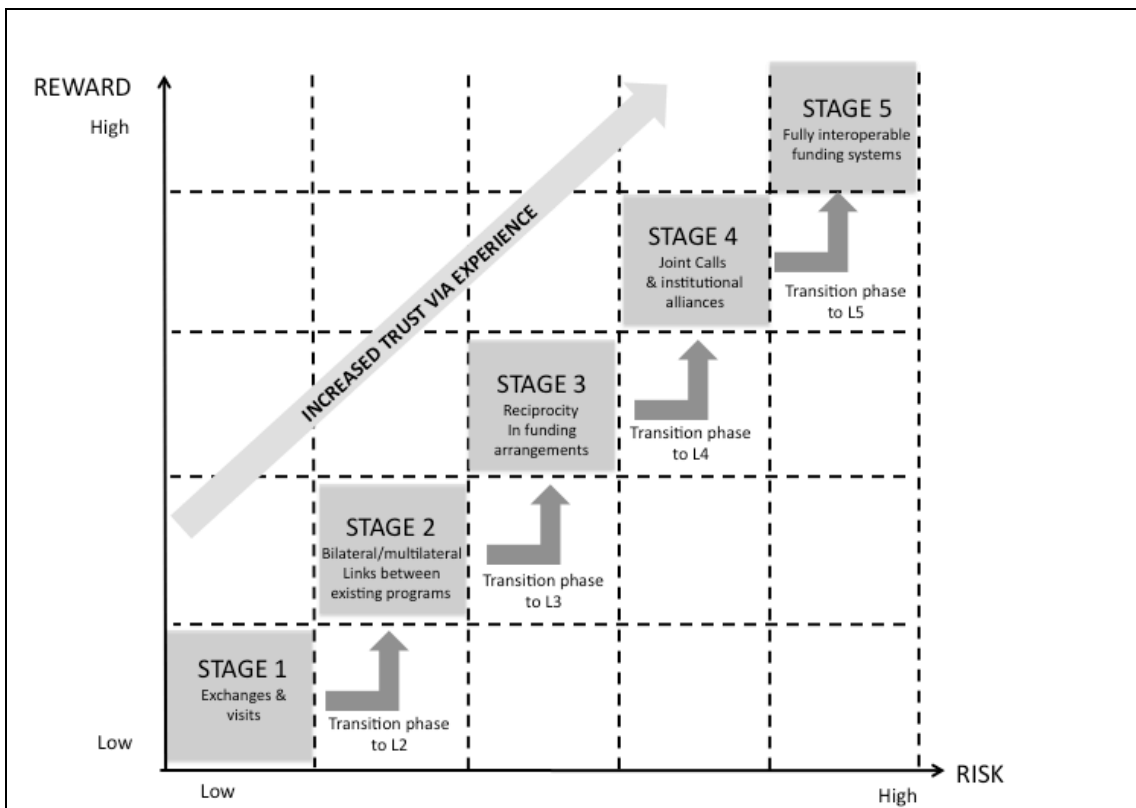 REWARD
High
STAGE 5
Fully interoperable
funding systems
INCREASED TRUST VIA EXPERIENCE
STAGE 4
Joint Calls
& institutional
alliances
Transition phase
to L5
STAGE 3
Reciprocity
In funding
arrangements
Transition phase
to L4
STAGE 2
Bilateral/multilateral
Links between
existing programs
Transition phase
to L3
STAGE 1
Exchanges &
visits
Transition phase
to L2
Low
Low
High
RISK